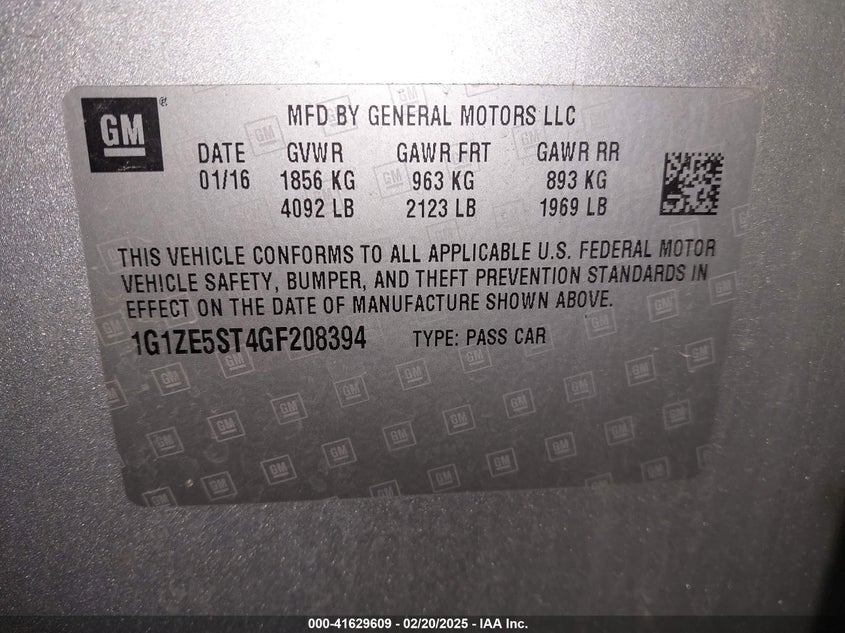 GM
MFD BY GENERAL MOTORS LLC
DATE GVWR GAWR FRT GAWR RR
01/16 1856 KG 963 KG 893 KG
4092 LB 2123 LB 1969 LB
THIS VEHICLE CONFORMS TO ALL APPLICABLE U.S. FEDERAL MOTOR
VEHICLE SAFETY, BUMPER, AND THEFT PREVENTION STANDARDS IN
EFFECT ON THE DATE OF MANUFACTURE SHOWN ABOVE.
1G1ZE5ST4GF208394 TYPE: PASS CAR
000-41629609 - 02/20/2025 - IAA Inc.